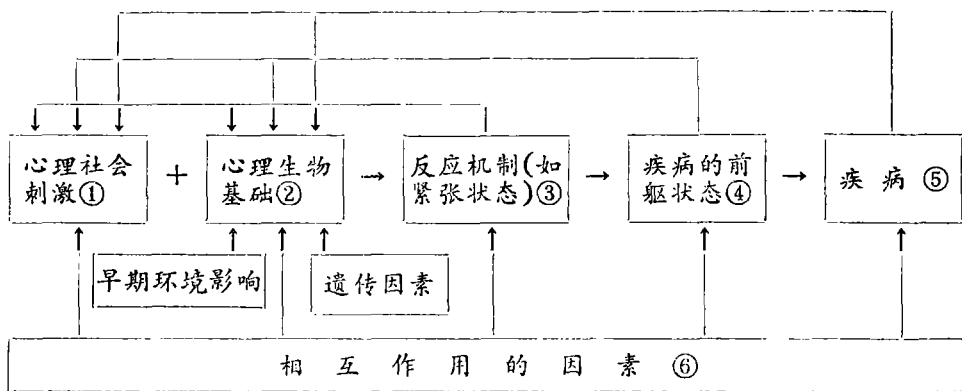 心理社会
刺激①
+
心理生物
基础②
反应机制(如
紧张状态)③
疾病的前
躯状态④
疾病⑤
早期环境影响
遗传因素
相互作用的因素⑥